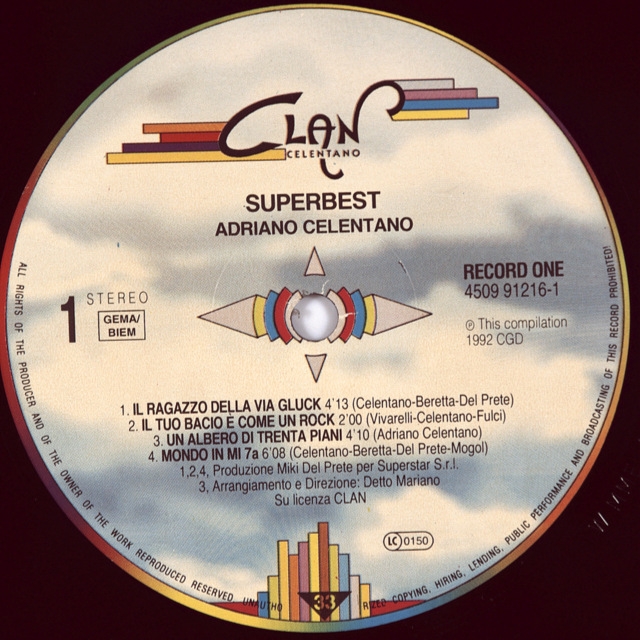 CLAN
CELENTANO
SUPERBEST
ADRIANO CELENTANO
RECORD ONE
4509 91216-1
℗ This compilation
1992 CGD
1 STEREO
GEMA/
BIEM
1. IL RAGAZZO DELLA VIA GLUCK 4'13 (Celentano-Beretta-Del Prete)
2. IL TUO BACIO È COME UN ROCK 2'00 (Vivarelli-Celentano-Fulci)
3. UN ALBERO DI TRENTA PIANI 4'10 (Adriano Celentano)
4. MONDO IN MI 7a 6'08 (Celentano-Beretta-Del Prete-Mogol)
1,2,4, Produzione Miki Del Prete per Superstar S.r.l.
3, Arrangiamento e Direzione: Detto Mariano
Su licenza CLAN
LC 0150
33
ALL RIGHTS OF THE PRODUCER AND OF THE OWNER OF THE WORK REPRODUCED RESERVED UNAUTHO RIZED COPYING, HIRING, LENDING, PUBLIC PERFORMANCE AND BROADCASTING OF THIS RECORD PROHIBITED!